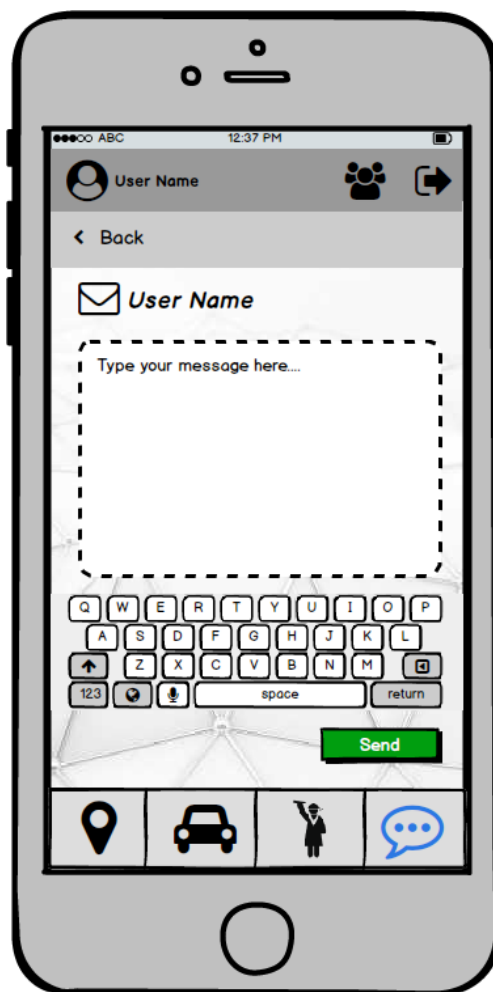 ABC 12:37 PM
User Name
Back
User Name
Type your message here....
Q W E R T Y U I O P
A S D F G H J K L
Z X C V B N M
123 space return
Send